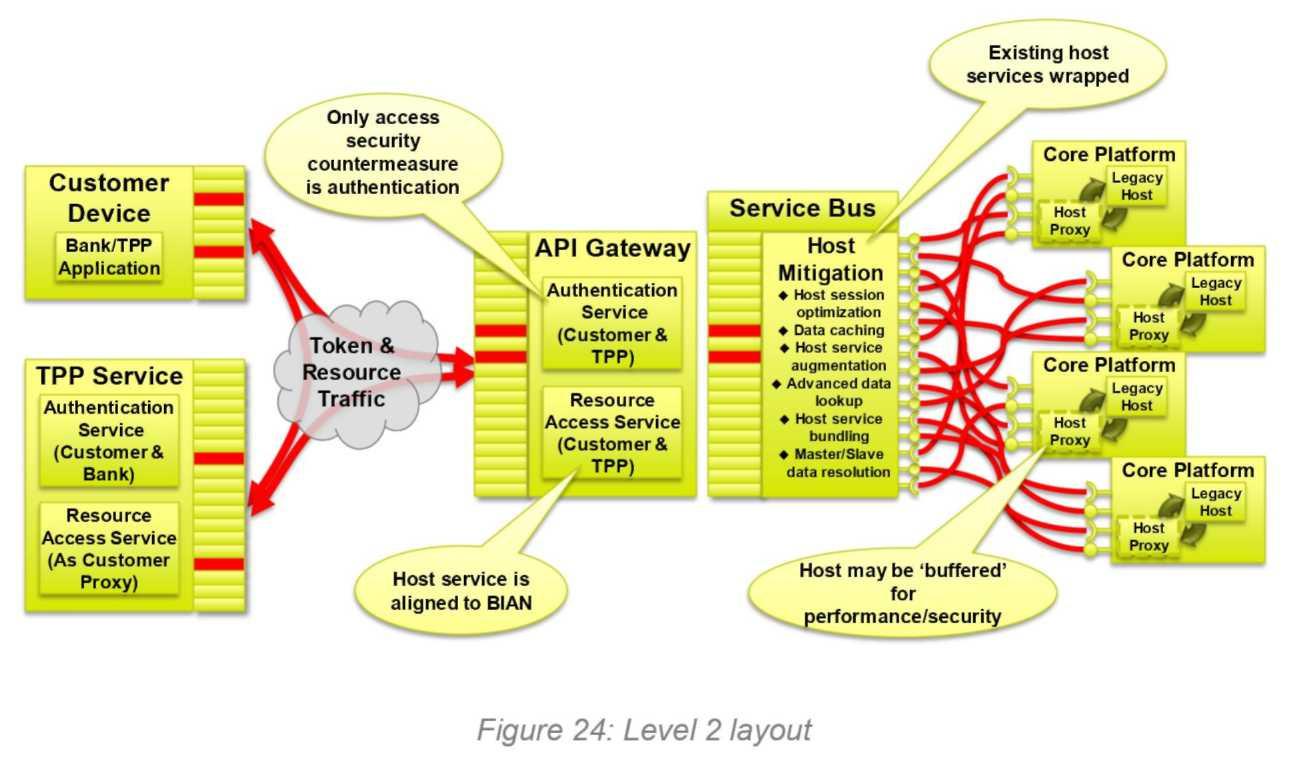 Existing host
services wrapped
Only access
security
countermeasure
is authentication
Customer
Device
Bank/TPP
Application
TPP Service
Authentication
Service
(Customer &
Bank)
Resource
Access Service
(As Customer
Proxy)
Token &
Resource
Traffic
API Gateway
Authentication
Service
(Customer &
TPP)
Resource
Access Service
(Customer &
TPP)
Host service is
aligned to BIAN
Service Bus
Host
Mitigation
◆ Host session
optimization
◆ Data caching
◆ Host service
augmentation
◆ Advanced data
lookup
◆ Host service
bundling
◆ Master/Slave
data resolution
Core Platform
Legacy
Host
Host
Proxy
Core Platform
Legacy
Host
Host
Proxy
Core Platform
Legacy
Host
Host
Proxy
Core Platform
Legacy
Host
Host
Proxy
Host may be ‘buffered’
for
performance/security
Figure 24: Level 2 layout